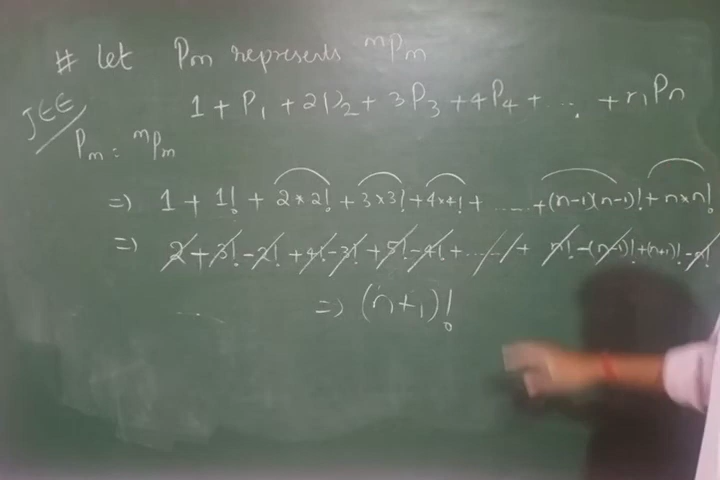 # let Pm represents ᵐPm
JEE
1 + P₁ + 2P₂ + 3P₃ + 4P₄ + ..... + nPn
Pm = ᵐPm
=> 1 + 1! + 2×2! + 3×3! + 4×4! + ..... + (n-1)(n-1)! + n×n!
=> 2 + 3! - 2! + 4! - 3! + 5! - 4! + ..... + n! - (n-1)! + (n+1)! - n!
=> (n+1)!